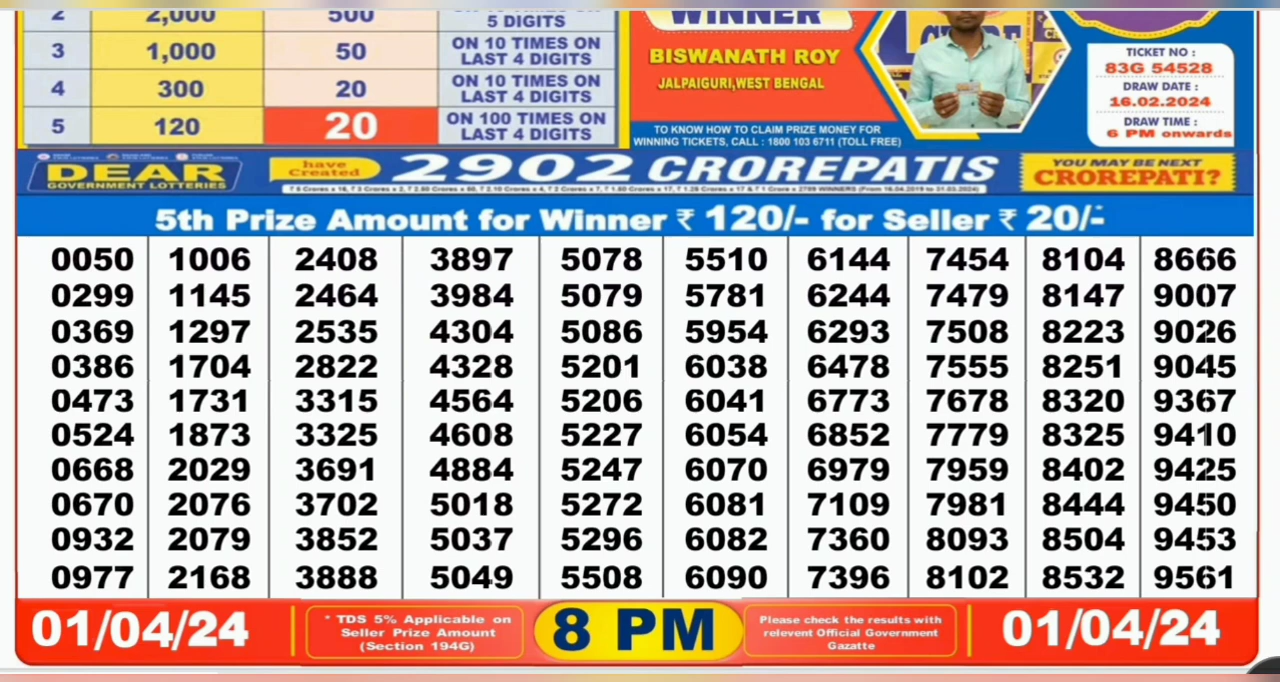 2 2,000 500 5 DIGITS
3 1,000 50 ON 10 TIMES ON LAST 4 DIGITS
4 300 20 ON 10 TIMES ON LAST 4 DIGITS
5 120 20 ON 100 TIMES ON LAST 4 DIGITS
WINNER
BISWANATH ROY
JALPAIGURI,WEST BENGAL
TO KNOW HOW TO CLAIM PRIZE MONEY FOR
WINNING TICKETS, CALL : 1800 103 6711 (TOLL FREE)
TICKET NO :
83G 54528
DRAW DATE :
16.02.2024
DRAW TIME :
6 PM onwards
DEAR
GOVERNMENT LOTTERIES
have
Created
2902 CROREPATIS
YOU MAY BE NEXT
CROREPATI?
5th Prize Amount for Winner ₹ 120/- for Seller ₹ 20/-
0050 1006 2408 3897 5078 5510 6144 7454 8104 8666
0299 1145 2464 3984 5079 5781 6244 7479 8147 9007
0369 1297 2535 4304 5086 5954 6293 7508 8223 9026
0386 1704 2822 4328 5201 6038 6478 7555 8251 9045
0473 1731 3315 4564 5206 6041 6773 7678 8320 9367
0524 1873 3325 4608 5227 6054 6852 7779 8325 9410
0668 2029 3691 4884 5247 6070 6979 7959 8402 9425
0670 2076 3702 5018 5272 6081 7109 7981 8444 9450
0932 2079 3852 5037 5296 6082 7360 8093 8504 9453
0977 2168 3888 5049 5508 6090 7396 8102 8532 9561
01/04/24
* TDS 5% Applicable on
Seller Prize Amount
(Section 194G)
8 PM
Please check the results with
relevent Official Government
Gazatte
01/04/24